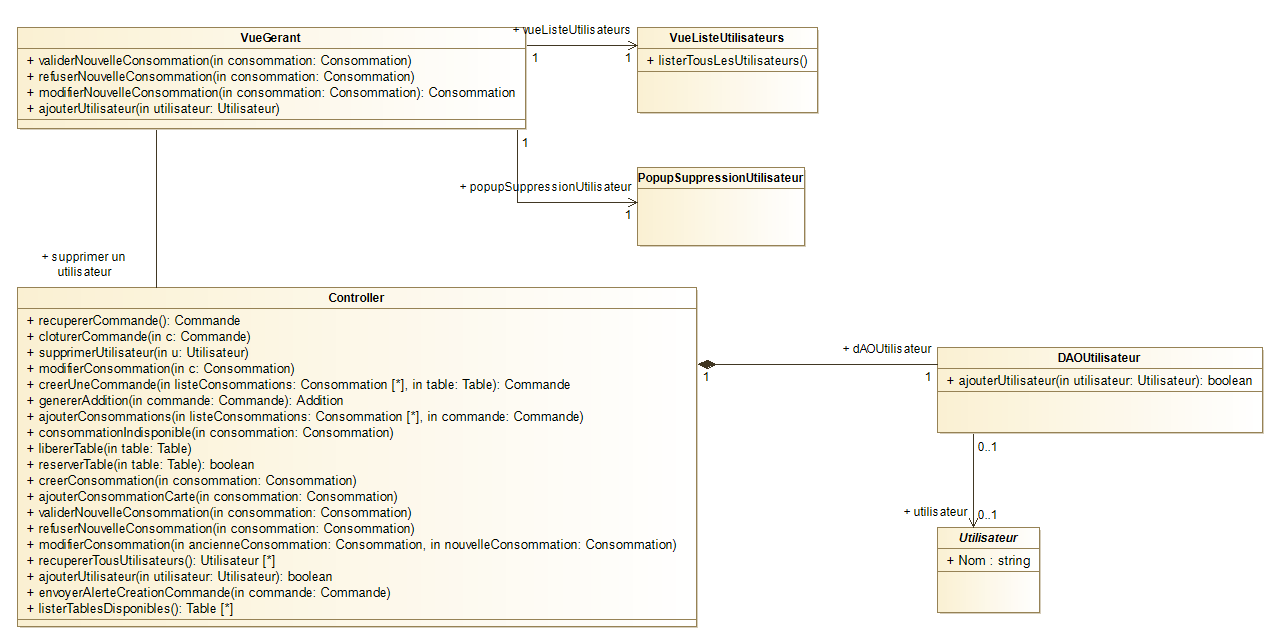 VueGerant
+ validerNouvelleConsommation(in consommation: Consommation)
+ refuserNouvelleConsommation(in consommation: Consommation)
+ modifierNouvelleConsommation(in consommation: Consommation): Consommation
+ ajouterUtilisateur(in utilisateur: Utilisateur)
+ vueListeUtilisateurs
1
1
VueListeUtilisateurs
+ listerTousLesUtilisateurs()
1
+ popupSuppressionUtilisateur
1
PopupSuppressionUtilisateur
+ supprimer un
utilisateur
Controller
+ recupererCommande(): Commande
+ cloturerCommande(in c: Commande)
+ supprimerUtilisateur(in u: Utilisateur)
+ modifierConsommation(in c: Consommation)
+ creerUneCommande(in listeConsommations: Consommation [*], in table: Table): Commande
+ genererAddition(in commande: Commande): Addition
+ ajouterConsommations(in listeConsommations: Consommation [*], in commande: Commande)
+ consommationIndisponible(in consommation: Consommation)
+ libererTable(in table: Table)
+ reserverTable(in table: Table): boolean
+ creerConsommation(in consommation: Consommation)
+ ajouterConsommationCarte(in consommation: Consommation)
+ validerNouvelleConsommation(in consommation: Consommation)
+ refuserNouvelleConsommation(in consommation: Consommation)
+ modifierConsommation(in ancienneConsommation: Consommation, in nouvelleConsommation: Consommation)
+ recupererTousUtilisateurs(): Utilisateur [*]
+ ajouterUtilisateur(in utilisateur: Utilisateur): boolean
+ envoyerAlerteCreationCommande(in commande: Commande)
+ listerTablesDisponibles(): Table [*]
+ dAOUtilisateur
1
1
DAOUtilisateur
+ ajouterUtilisateur(in utilisateur: Utilisateur): boolean
0..1
+ utilisateur
0..1
Utilisateur
+ Nom : string